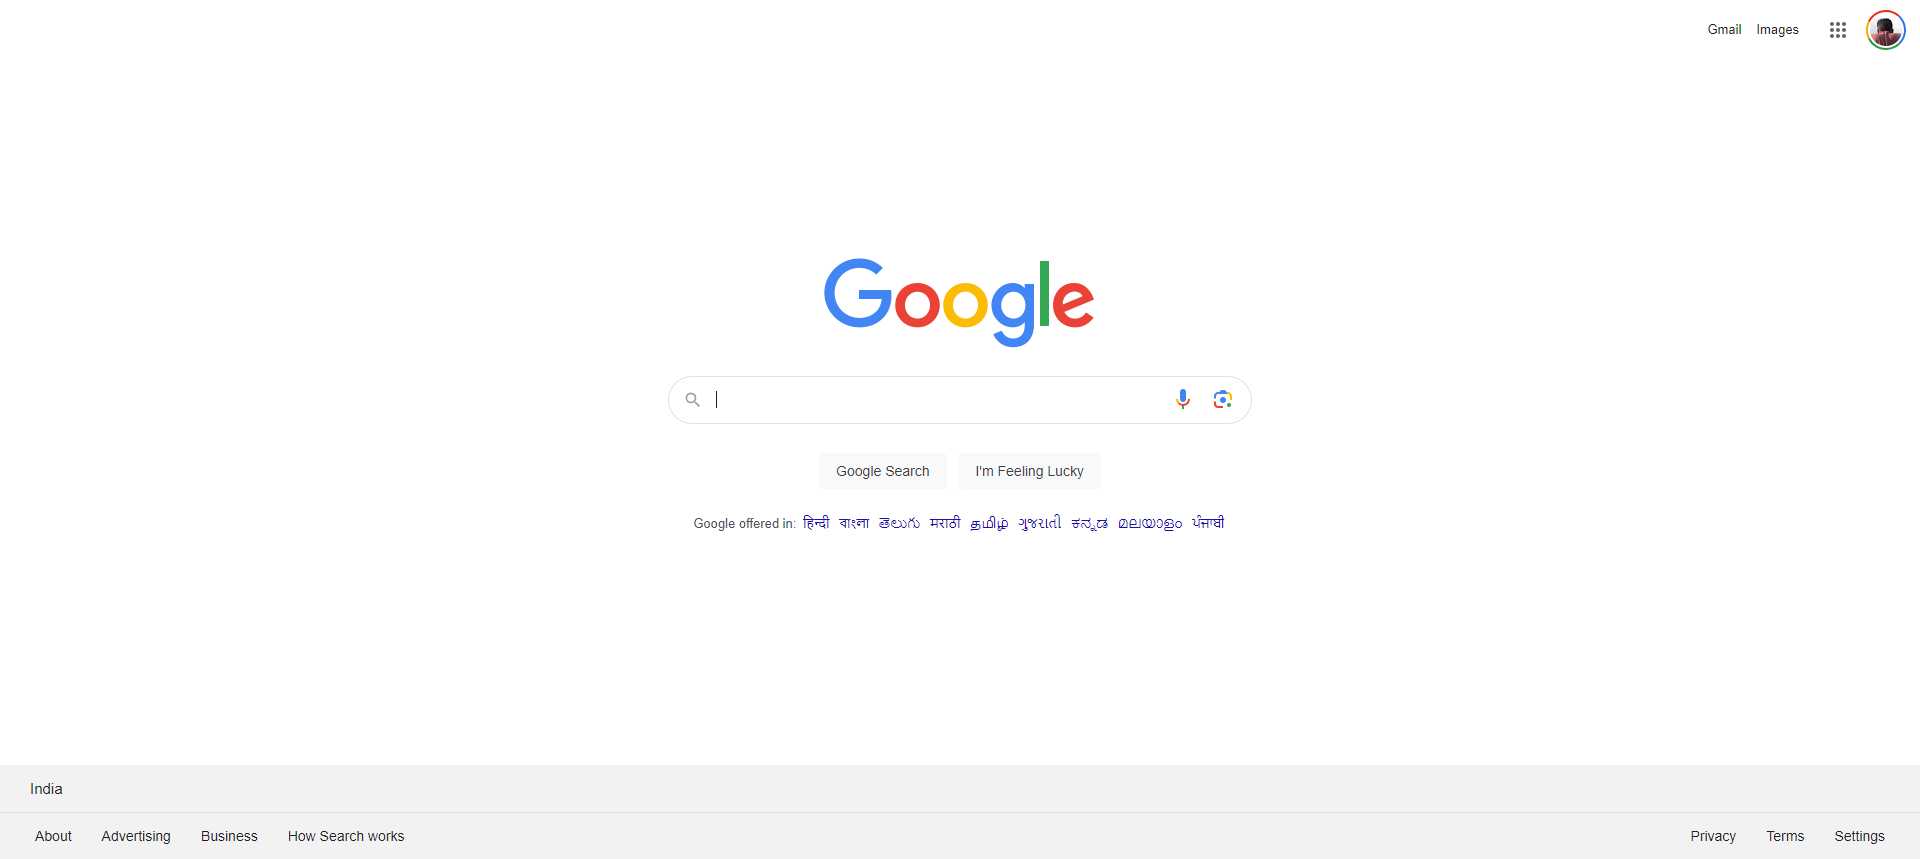 Gmail Images
Google
Google Search I'm Feeling Lucky
Google offered in: हिन्दी বাংলা తెలుగు मराठी தமிழ் ગુજરાતી ಕನ್ನಡ മലയാളം ਪੰਜਾਬੀ
India
About Advertising Business How Search works Privacy Terms Settings